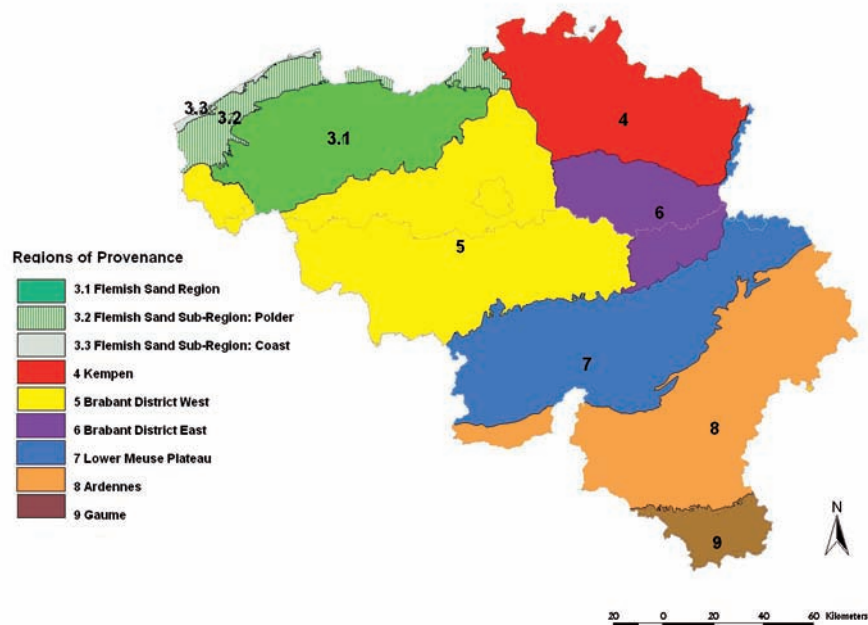 3.3
3.2
3.1
4
6
5
7
8
9
Regions of Provenance
3.1 Flemish Sand Region
3.2 Flemish Sand Sub-Region: Polder
3.3 Flemish Sand Sub-Region: Coast
4 Kempen
5 Brabant District West
6 Brabant District East
7 Lower Meuse Plateau
8 Ardennes
9 Gaume
N
20 0 20 40 60 Kilometers